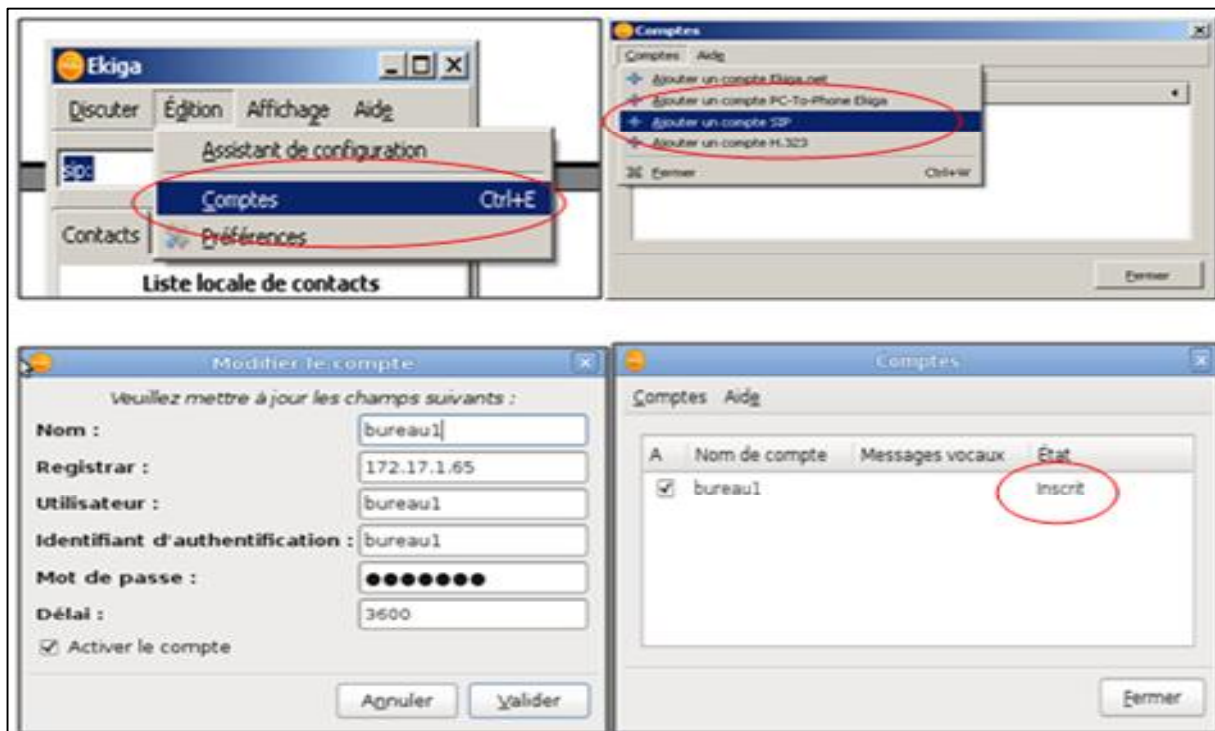 Ekiga
Discuter Édition Affichage Aide
Assistant de configuration
sip:
Comptes Ctrl+E
Contacts Préférences
Liste locale de contacts
Comptes
Comptes Aide
Ajouter un compte Ekiga.net
Ajouter un compte PC-To-Phone Ekiga
Ajouter un compte SIP
Ajouter un compte H.323
Fermer Ctrl+W
Fermer
Modifier le compte
Veuillez mettre à jour les champs suivants :
Nom : bureau1
Registrar : 172.17.1.65
Utilisateur : bureau1
Identifiant d'authentification : bureau1
Mot de passe : ●●●●●●●
Délai : 3600
Activer le compte
Annuler Valider
Comptes
Comptes Aide
A Nom de compte Messages vocaux État
bureau1 Inscrit
Fermer